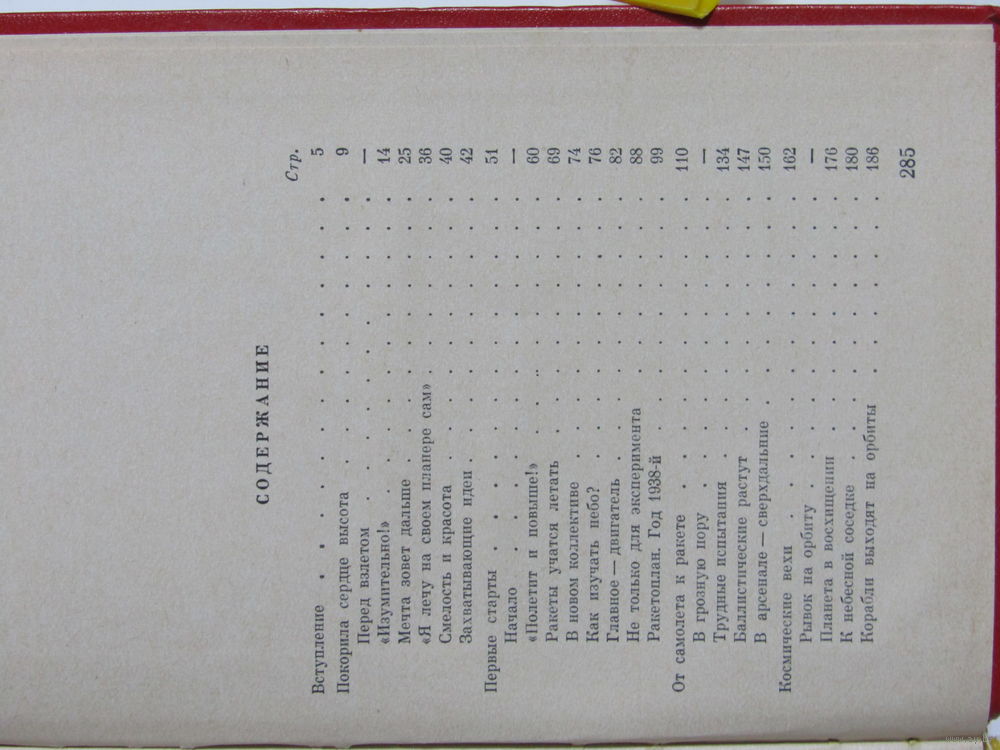 СОДЕРЖАНИЕ
Стр.
Вступление . . . . . . . . . . . . . . 5
Покорила сердце высота . . . . . . . . . . 9
Перед взлетом . . . . . . . . . . . —
«Изумительно!» . . . . . . . . . . . 14
Мечта зовет дальше . . . . . . . . . . 25
«Я лечу на своем планере сам» . . . . . . . 36
Смелость и красота . . . . . . . . . . 40
Захватывающие идеи . . . . . . . . . . 42
Первые старты . . . . . . . . . . . . . 51
Начало . . . . . . . . . . . . . —
«Полетит и повыше!» . . . . . . . . . 60
Ракеты учатся летать . . . . . . . . . 69
В новом коллективе . . . . . . . . . . 74
Как изучать небо? . . . . . . . . . . 76
Главное — двигатель . . . . . . . . . 82
Не только для эксперимента . . . . . . . 88
Ракетоплан. Год 1938-й . . . . . . . . . 99
От самолета к ракете . . . . . . . . . . . 110
В грозную пору . . . . . . . . . . . —
Трудные испытания . . . . . . . . . . 134
Баллистические растут . . . . . . . . . 147
В арсенале — сверхдальние . . . . . . . . 150
Космические вехи . . . . . . . . . . . . 162
Рывок на орбиту . . . . . . . . . . . —
Планета в восхищении . . . . . . . . . 176
К небесной соседке . . . . . . . . . . 180
Корабли выходят на орбиты . . . . . . . 186
285